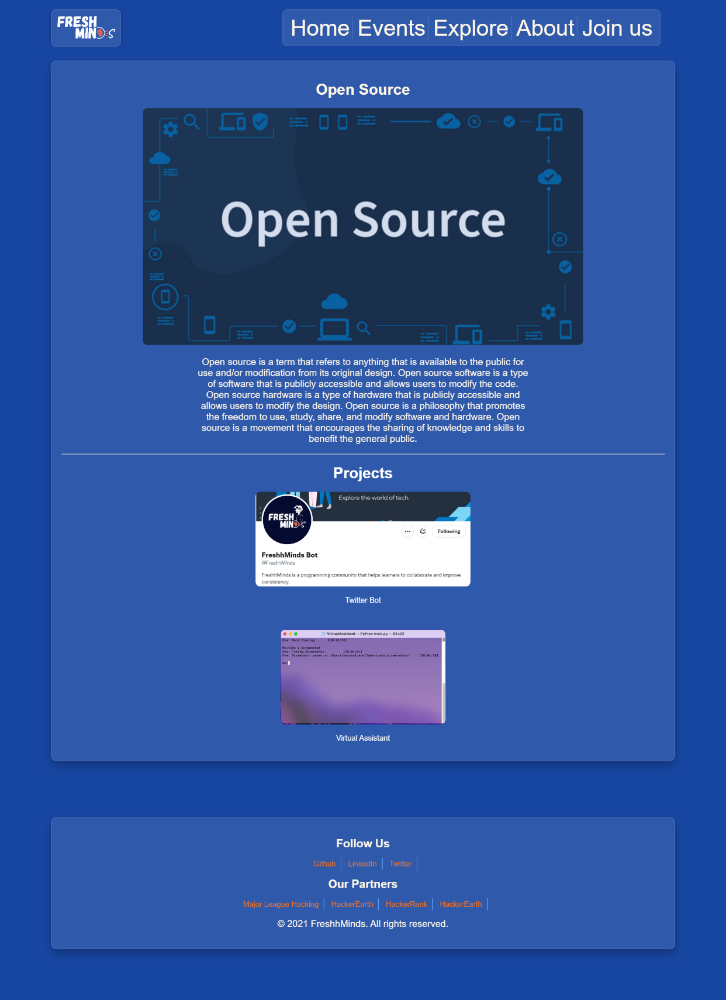 FRESH
MINDS
Home Events Explore About Join us
Open Source
Open Source
Open source is a term that refers to anything that is available to the public for
use and/or modification from its original design. Open source software is a type
of software that is publicly accessible and allows users to modify the code.
Open source hardware is a type of hardware that is publicly accessible and
allows users to modify the design. Open source is a philosophy that promotes
the freedom to use, study, share, and modify software and hardware. Open
source is a movement that encourages the sharing of knowledge and skills to
benefit the general public.
Projects
Explore the world of tech.
FRESH
MINDS
Following
FreshhMinds Bot
@FreshhMinds
FreshhMinds is a programming community that helps learners to collaborate and improve
consistency.
Twitter Bot
VirtualAssistant — Python main.py — 83×22
One: Good Evening [20:03:58]
Me:take a screenshot
One: Taking Screenshot.. [20:04:11]
One: Screenshot saved at /Users/kaushalpatel/downloads/screenshots/ [20:04:18]
Me:
Virtual Assistant
Follow Us
Github LinkedIn Twitter
Our Partners
Major League Hacking HackerEarth HackerRank HackerEarth
© 2021 FreshhMinds. All rights reserved.